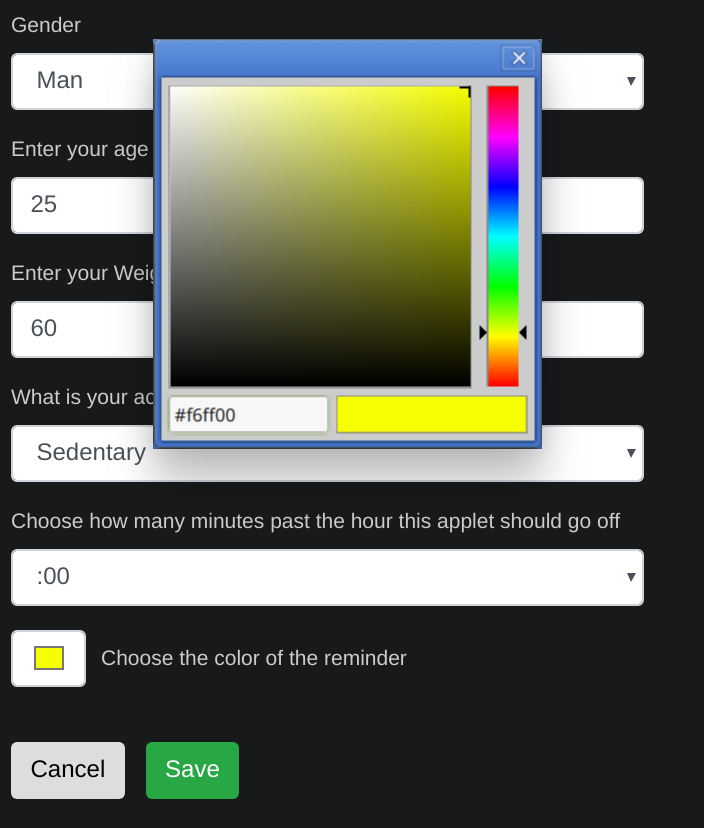 Gender
Man
Enter your age
25
Enter your Weig
60
#f6ff00
What is your ac
Sedentary
Choose how many minutes past the hour this applet should go off
:00
Choose the color of the reminder
Cancel Save